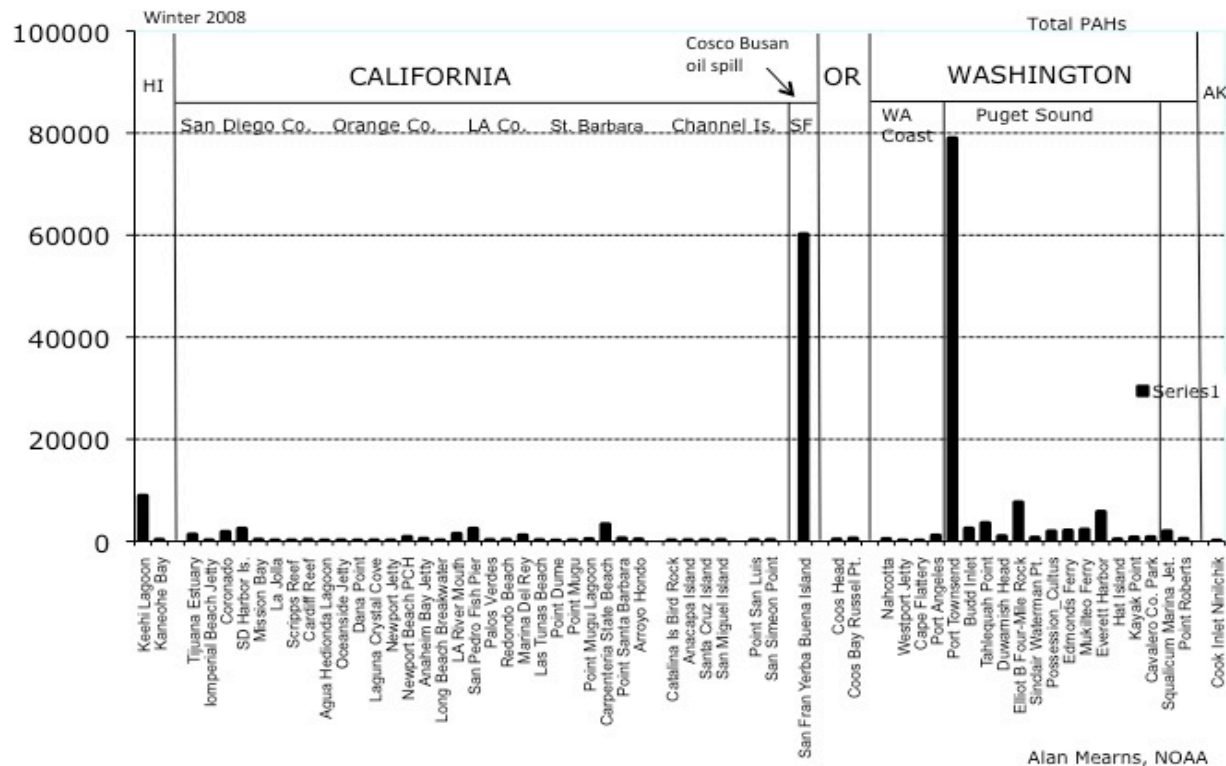 Winter 2008
Total PAHs
100000
80000
60000
40000
20000
0
HI
CALIFORNIA
Cosco Busan
oil spill
OR
WASHINGTON
AK
San Diego Co.
Orange Co.
LA Co.
St. Barbara
Channel Is.
SF
WA
Coast
Puget Sound
Series1
Keehi Lagoon
Kaneohe Bay
Tijuana Estuary
Iomperial Beach Jetty
Coronado
SD Harbor Is.
Mission Bay
La Jolla
Scripps Reef
Cardiff Reef
Agua Hedionda Lagoon
Oceanside Jetty
Dana Point
Laguna Crystal Cove
Newport Jetty
Newport Beach PCH
Anaheim Bay Jetty
Long Beach Breakwater
LA River Mouth
San Pedro Fish Pier
Palos Verdes
Redondo Beach
Marina Del Rey
Las Tunas Beach
Point Dume
Point Mugu
Point Mugu Lagoon
Carpenteria State Beach
Point Santa Barbara
Arroyo Hondo
Catalina Is Bird Rock
Anacapa Island
Santa Cruz Island
San Miguel Island
Point San Luis
San Simeon Point
San Fran Yerba Buena Island
Coos Head
Coos Bay Russel Pt.
Nahcotta
Westport Jetty
Cape Flattery
Port Angeles
Port Townsend
Budd Inlet
Tahlequah Point
Duwamish Head
Elliot B Four-Mile Rock
Sinclair Waterman Pt.
Possession_Cultus
Edmonds Ferry
Mukilteo Ferry
Everett Harbor
Hat Island
Kayak Point
Cavalero Co. Park
Squalicum Marina Jet.
Point Roberts
Cook Inlet Ninilchik
Alan Mearns, NOAA